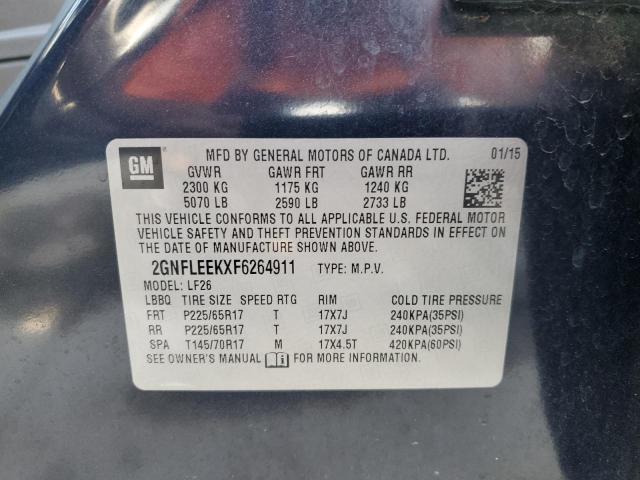 GM
MFD BY GENERAL MOTORS OF CANADA LTD. 01/15
GVWR GAWR FRT GAWR RR
2300 KG 1175 KG 1240 KG
5070 LB 2590 LB 2733 LB
THIS VEHICLE CONFORMS TO ALL APPLICABLE U.S. FEDERAL MOTOR
VEHICLE SAFETY AND THEFT PREVENTION STANDARDS IN EFFECT ON
THE DATE OF MANUFACTURE SHOWN ABOVE.
2GNFLEEKXF6264911 TYPE: M.P.V.
MODEL: LF26
LBBQ TIRE SIZE SPEED RTG RIM COLD TIRE PRESSURE
FRT P225/65R17 T 17X7J 240KPA(35PSI)
RR P225/65R17 T 17X7J 240KPA(35PSI)
SPA T145/70R17 M 17X4.5T 420KPA(60PSI)
SEE OWNER'S MANUAL FOR MORE INFORMATION.